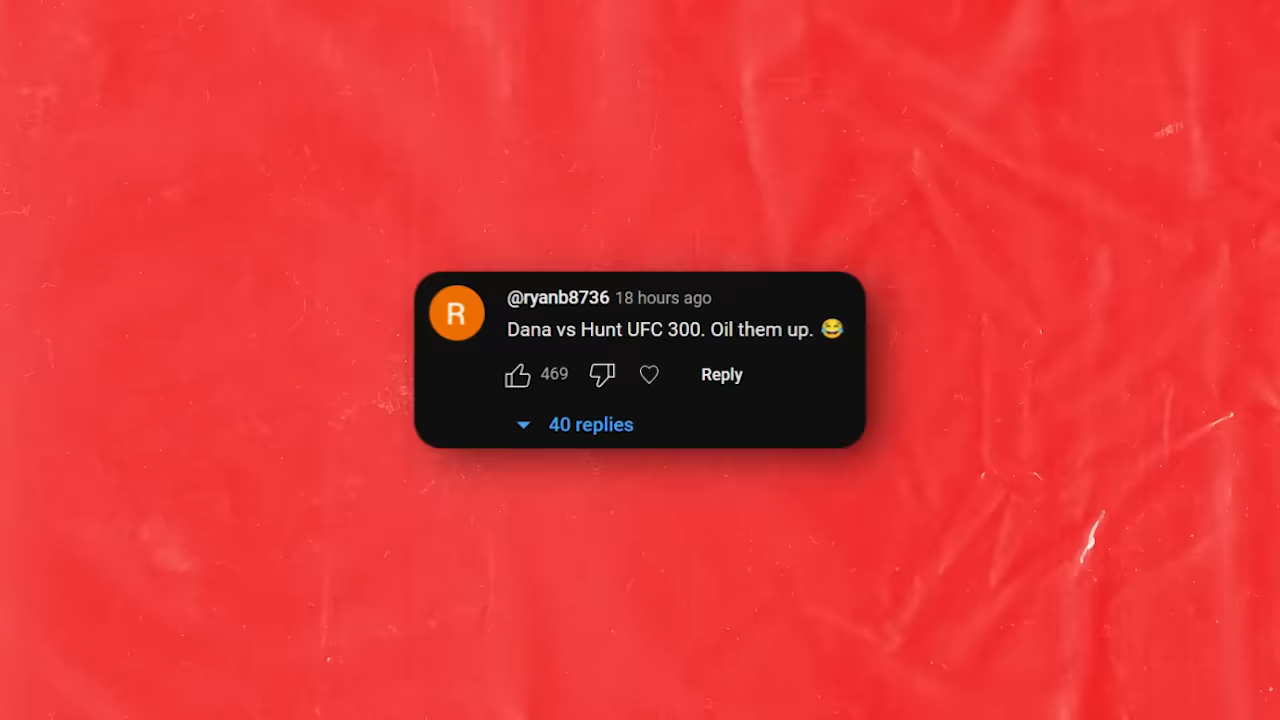 R
@ryanb8736 18 hours ago
Dana vs Hunt UFC 300. Oil them up. 😂
469 Reply
40 replies